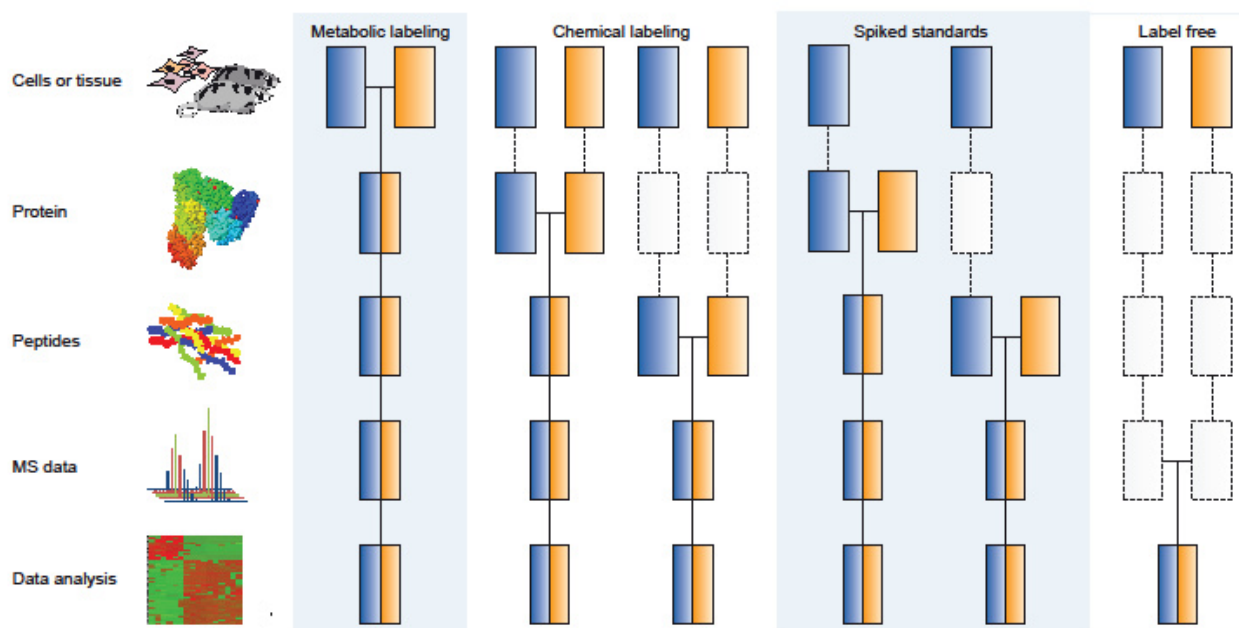 Metabolic labeling
Chemical labeling
Spiked standards
Label free
Cells or tissue
Protein
Peptides
MS data
Data analysis